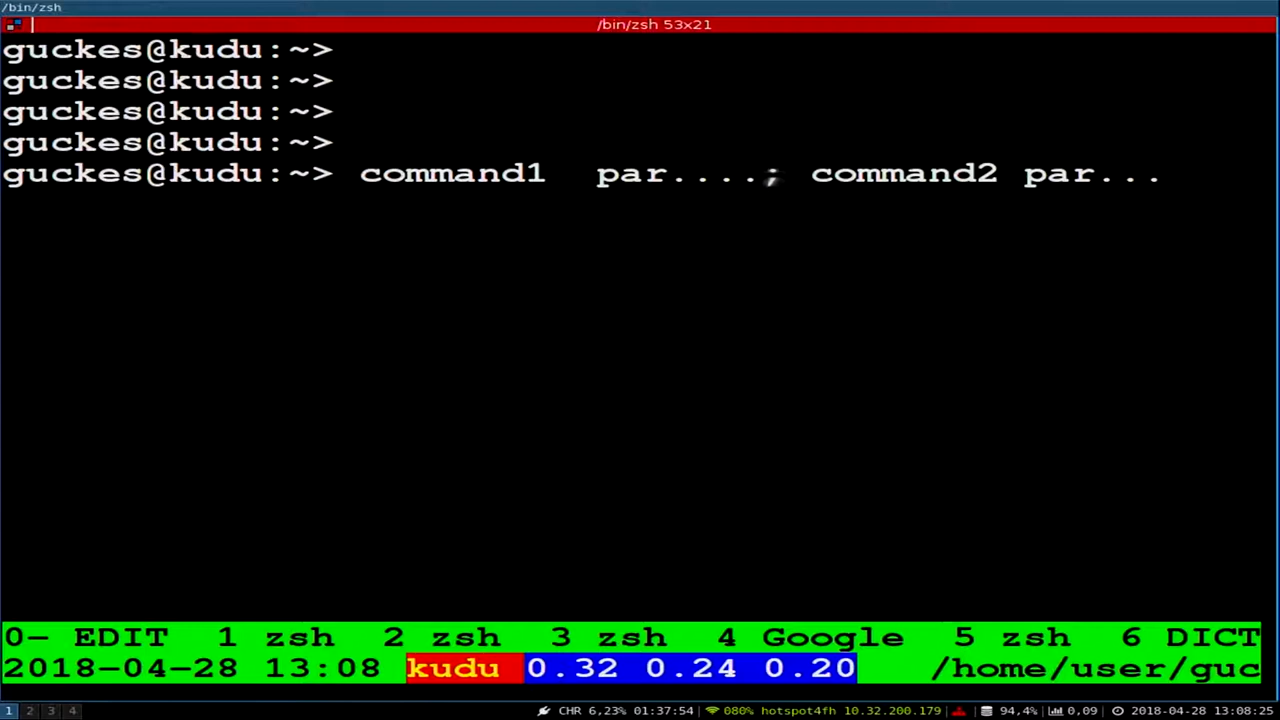 /bin/zsh
/bin/zsh 53x21
guckes@kudu:~>
guckes@kudu:~>
guckes@kudu:~>
guckes@kudu:~>
guckes@kudu:~> command1  par....; command2 par...
0- EDIT  1 zsh  2 zsh  3 zsh  4 Google  5 zsh  6 DICT
2018-04-28 13:08 kudu 0.32 0.24 0.20 /home/user/guc
1 2 3 4 CHR 6,23% 01:37:54 080% hotspot4fh 10.32.200.179 94,4% 0,09 2018-04-28 13:08:25